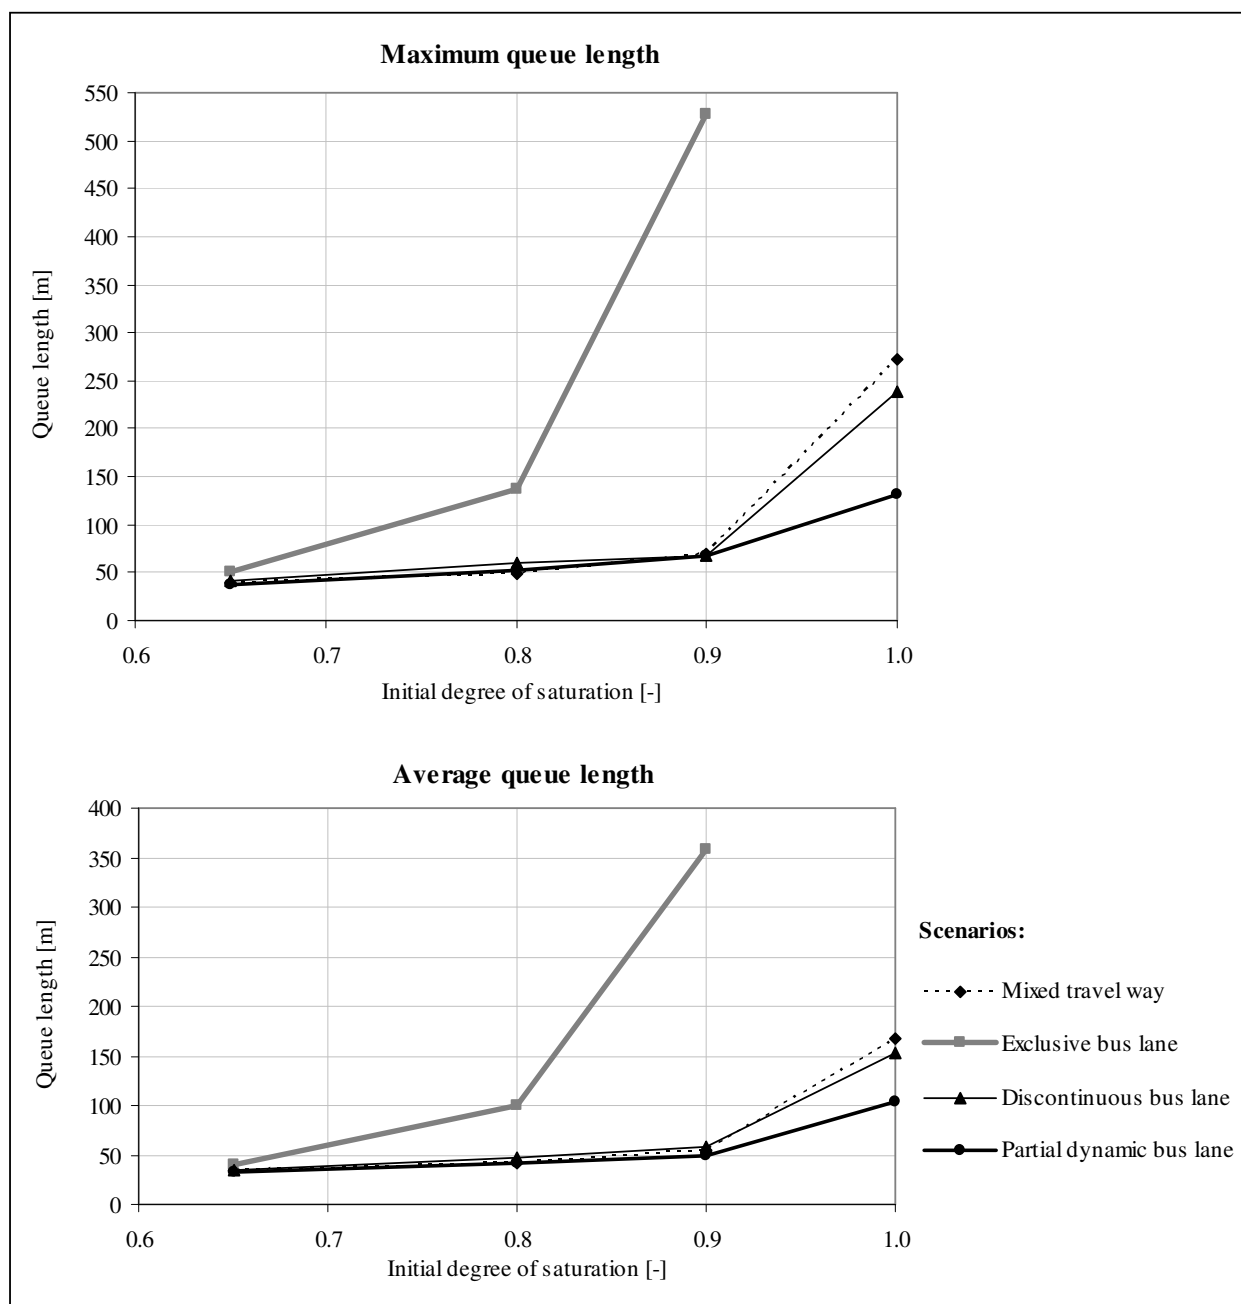 Maximum queue length
550
500
450
400
350
300
250
200
150
100
50
0
Queue length [m]
0.6 0.7 0.8 0.9 1.0
Initial degree of saturation [-]
Average queue length
400
350
300
250
200
150
100
50
0
Queue length [m]
0.6 0.7 0.8 0.9 1.0
Initial degree of saturation [-]
Scenarios:
Mixed travel way
Exclusive bus lane
Discontinuous bus lane
Partial dynamic bus lane